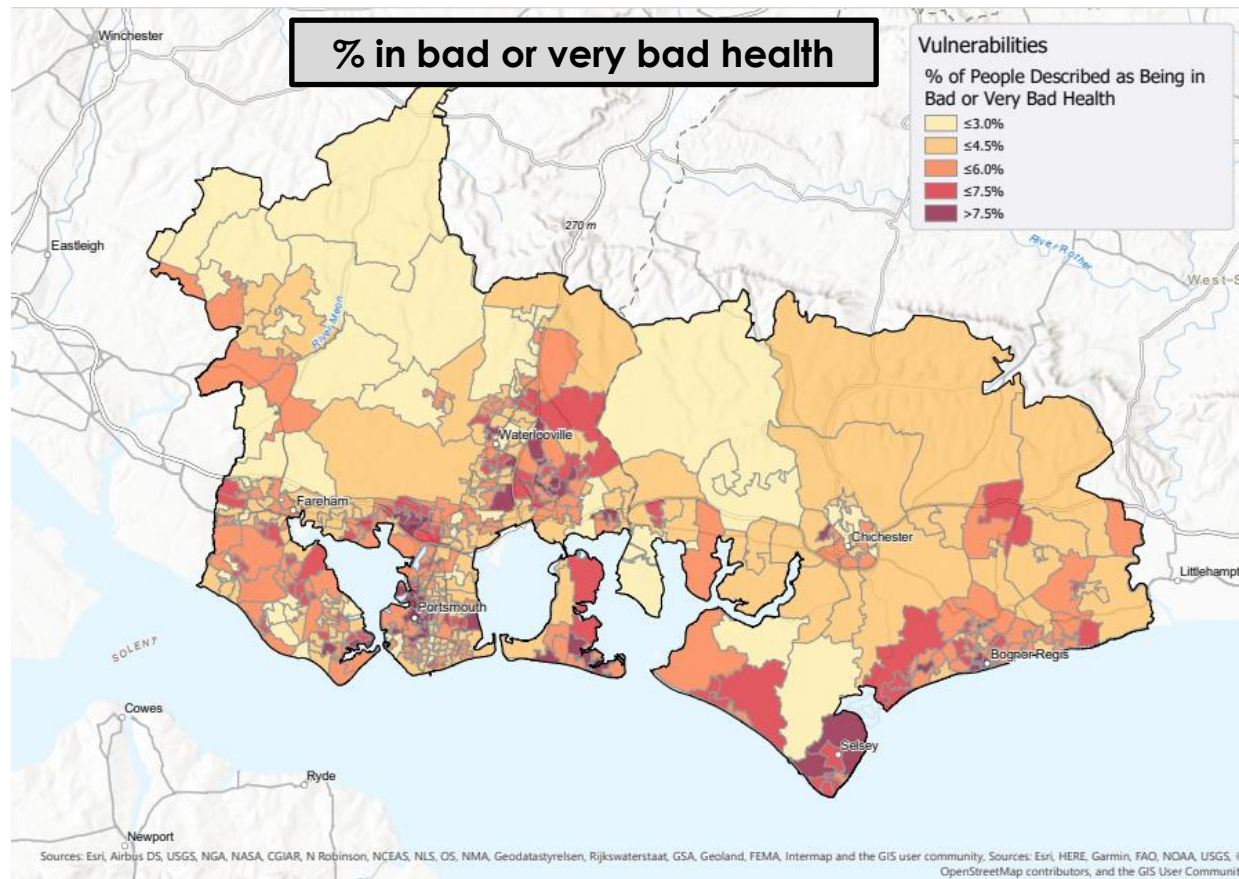 % in bad or very bad health
Vulnerabilities
% of People Described as Being in
Bad or Very Bad Health
≤3.0%
≤4.5%
≤6.0%
≤7.5%
>7.5%
Winchester
270 m
Eastleigh
River Rother
West-S
River Meon
Waterlooville
Fareham
Chichester
Littlehampt
Portsmouth
SOLENT
Bognor Regis
Cowes
Selsey
Ryde
Newport
Sources: Esri, Airbus DS, USGS, NGA, NASA, CGIAR, N Robinson, NCEAS, NLS, OS, NMA, Geodatastyrelsen, Rijkswaterstaat, GSA, Geoland, FEMA, Intermap and the GIS user community, Sources: Esri, HERE, Garmin, FAO, NOAA, USGS, ©
OpenStreetMap contributors, and the GIS User Communit